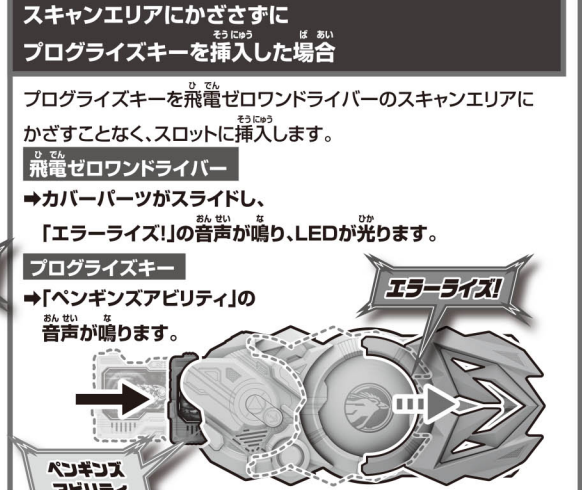 スキャンエリアにかざさずに
プログライズキーを挿入した場合
プログライズキーを飛電ゼロワンドライバーのスキャンエリアに
かざすことなく、スロットに挿入します。
飛電ゼロワンドライバー
➡カバーパーツがスライドし、
「エラーライズ!」の音声が鳴り、LEDが光ります。
プログライズキー
➡「ペンギンズアビリティ」の
音声が鳴ります。
エラーライズ!
ペンギンズ
アビリティ